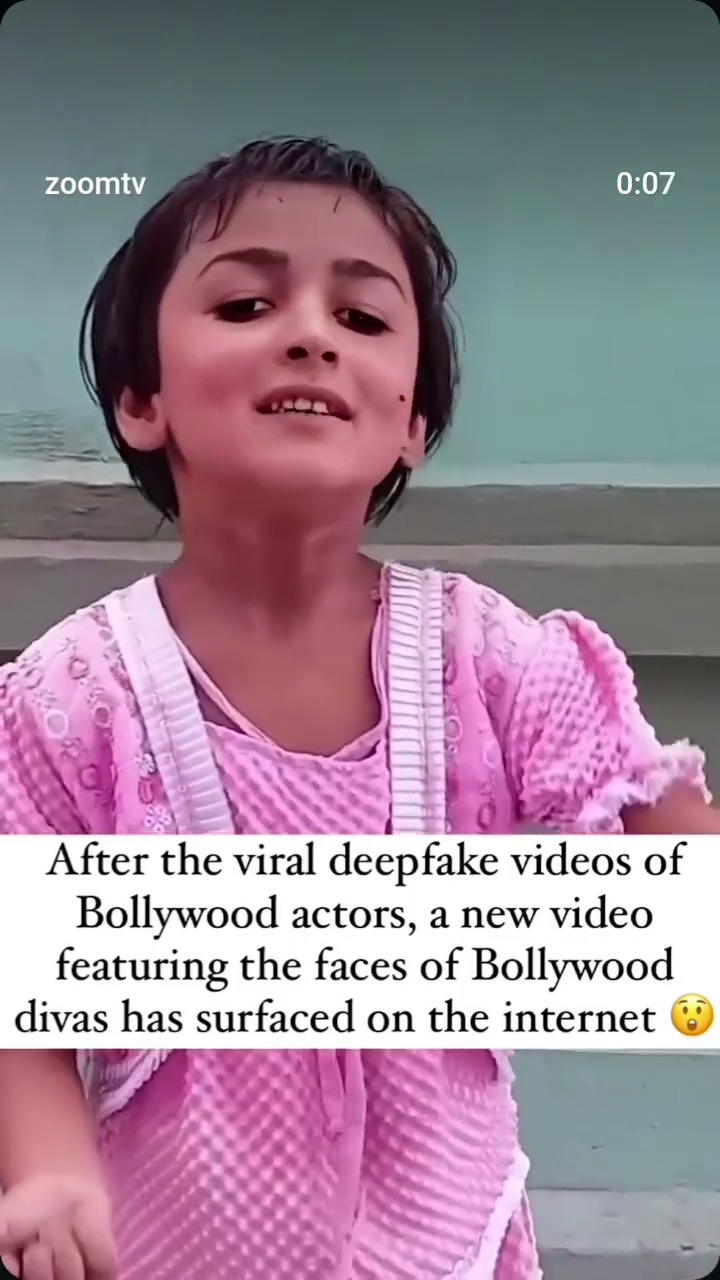 zoomtv 0:07
After the viral deepfake videos of
Bollywood actors, a new video
featuring the faces of Bollywood
divas has surfaced on the internet 😲